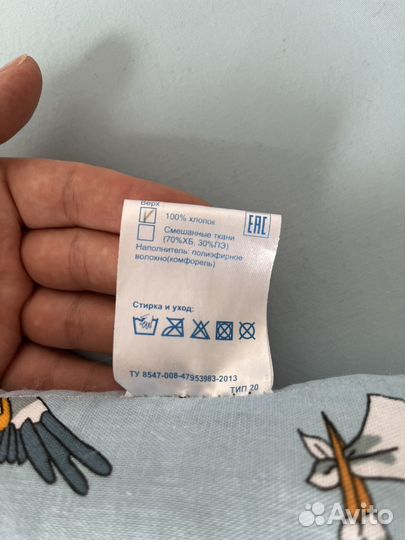 Верх
100% хлопок
Смешанные ткани
(70%ХБ, 30%ПЭ)
Наполнитель: полиэфирное
волокно(комфорель)
EAC
Стирка и уход:
ТУ 8547-008-47953983-2013
ТИП 20
Avito